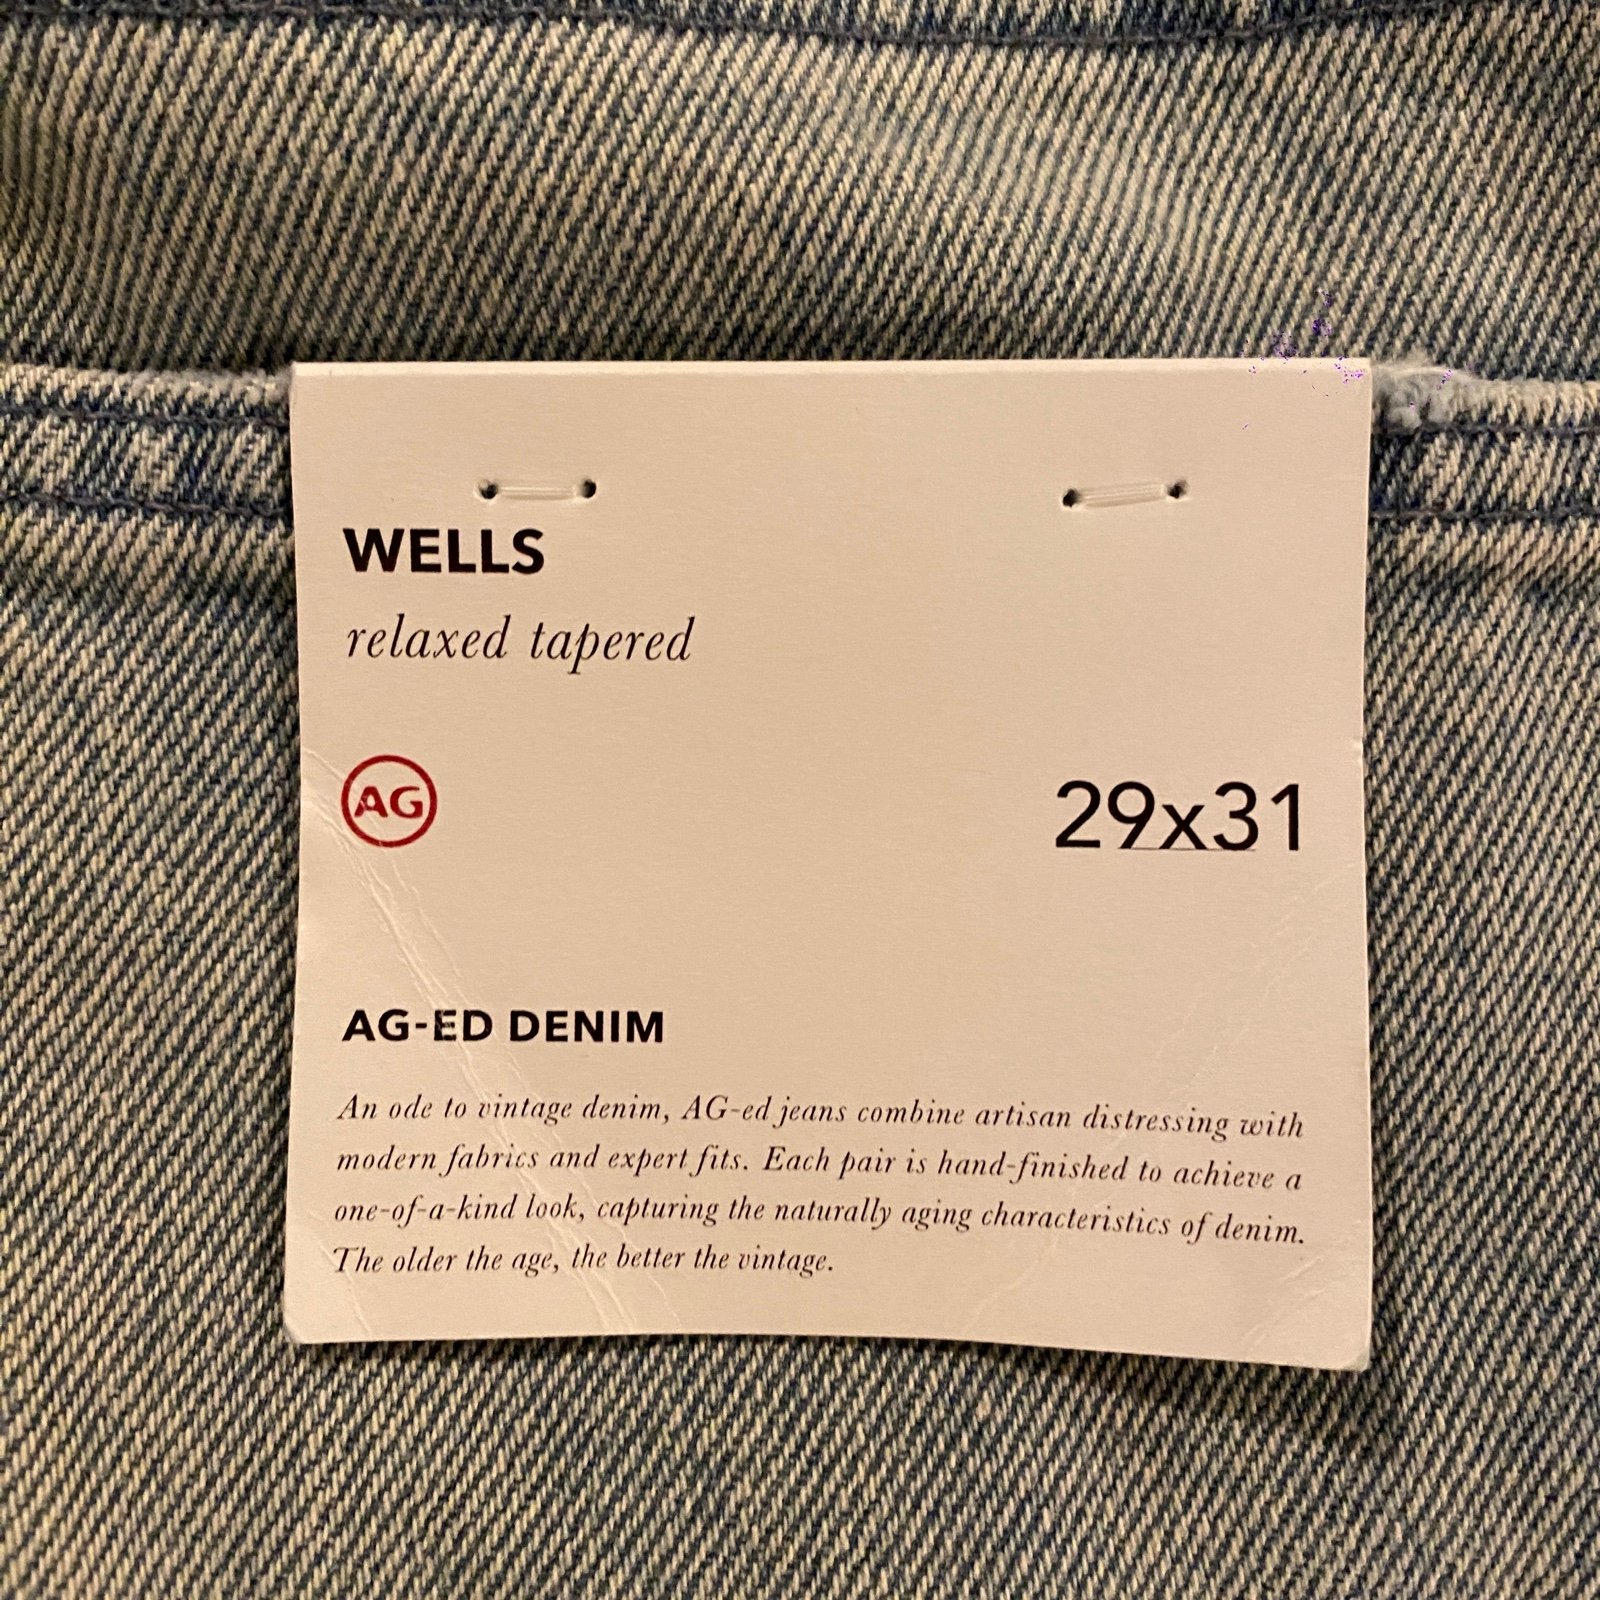 WELLS
relaxed tapered
AG
29x31
AG-ED DENIM
An ode to vintage denim, AG-ed jeans combine artisan distressing with
modern fabrics and expert fits. Each pair is hand-finished to achieve a
one-of-a-kind look, capturing the naturally aging characteristics of denim.
The older the age, the better the vintage.